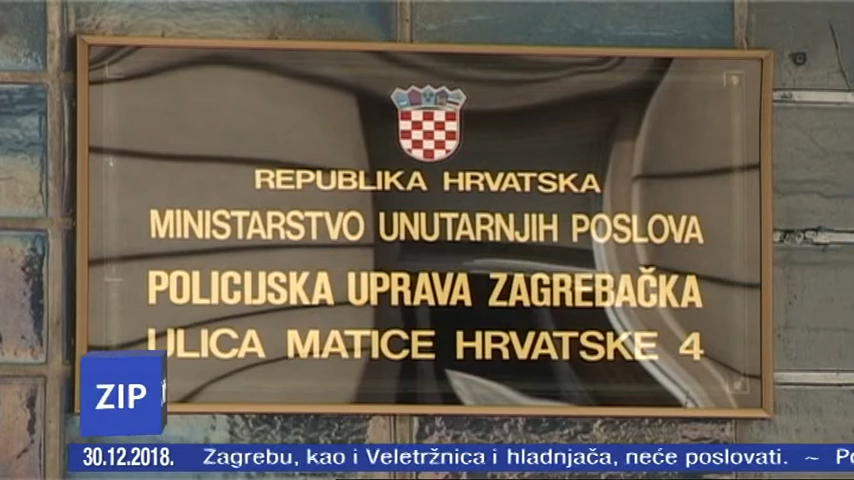 REPUBLIKA HRVATSKA
MINISTARSTVO UNUTARNJIH POSLOVA
POLICIJSKA UPRAVA ZAGREBAČKA
ULICA MATICE HRVATSKE 4
ZIP
30.12.2018. Zagrebu, kao i Veletržnica i hladnjača, neće poslovati. ~ Po